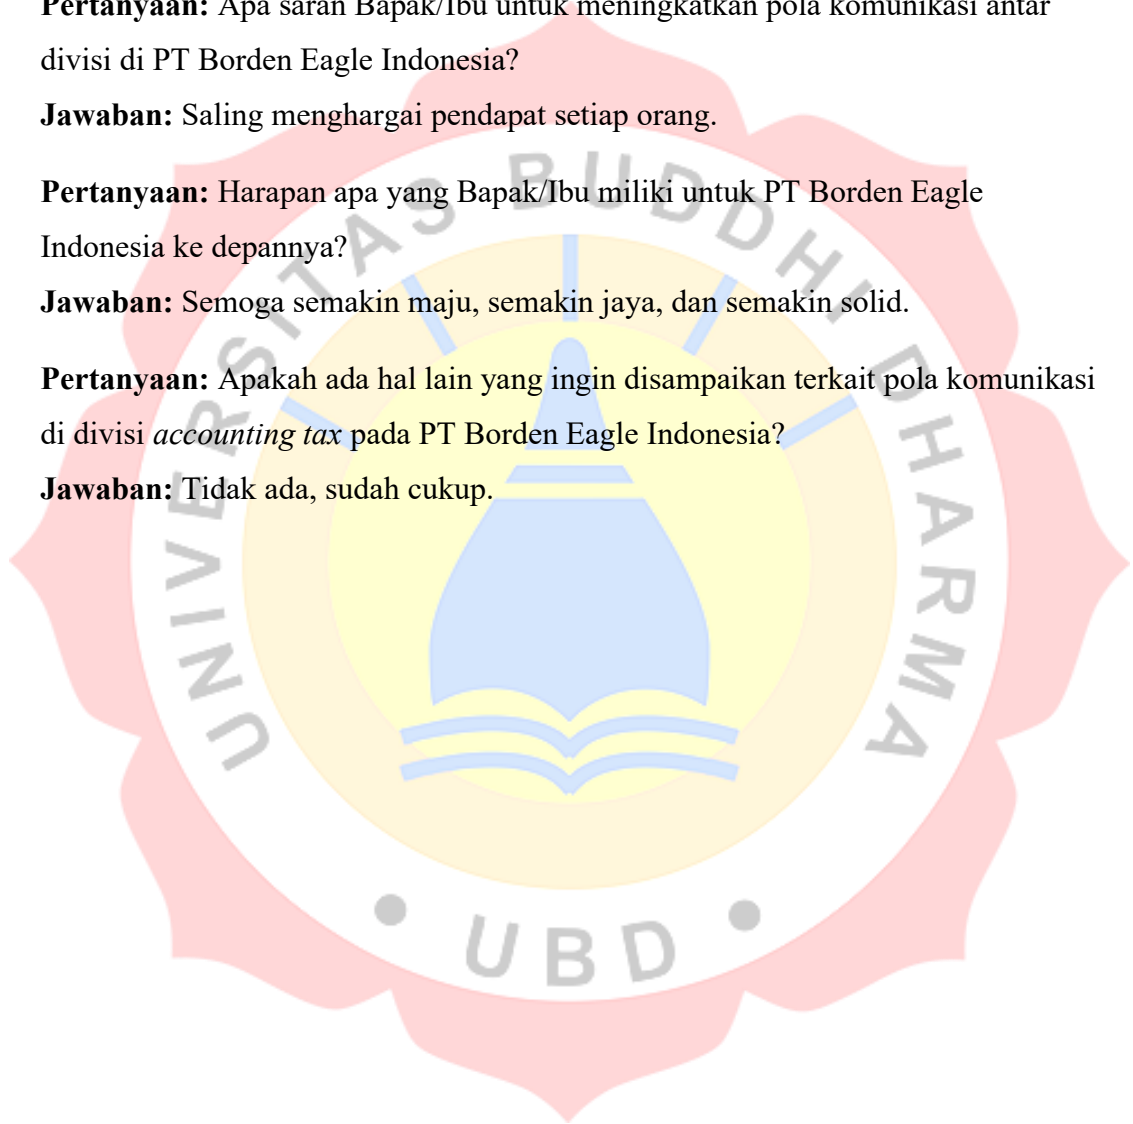 Pertanyaan: Apa saran Bapak/Ibu untuk meningkatkan pola komunikasi antar
divisi di PT Borden Eagle Indonesia?
Jawaban: Saling menghargai pendapat setiap orang.
Pertanyaan: Harapan apa yang Bapak/Ibu miliki untuk PT Borden Eagle
Indonesia ke depannya?
Jawaban: Semoga semakin maju, semakin jaya, dan semakin solid.
Pertanyaan: Apakah ada hal lain yang ingin disampaikan terkait pola komunikasi
di divisi accounting tax pada PT Borden Eagle Indonesia?
Jawaban: Tidak ada, sudah cukup.
UNIVERSITAS BUDDHI DHARMA
• UBD •